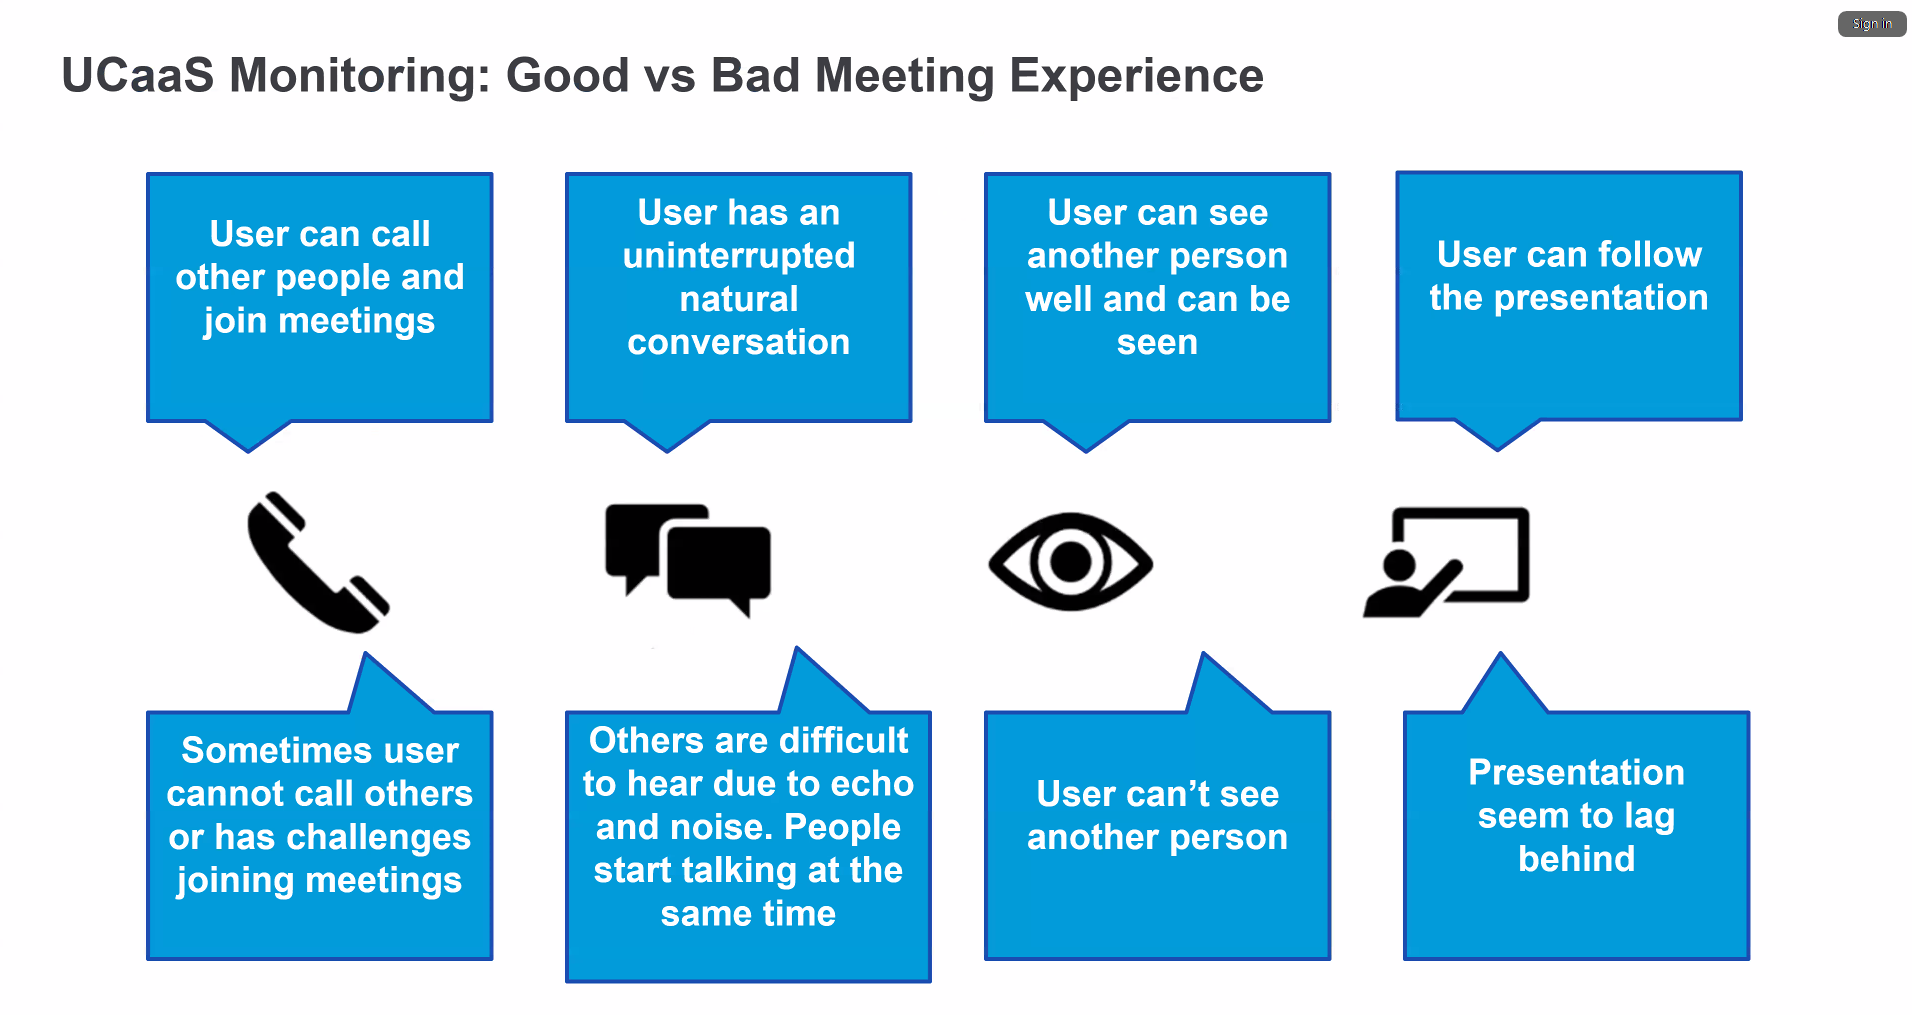 Sign in
UCaaS Monitoring: Good vs Bad Meeting Experience
User can call
other people and
join meetings
User has an
uninterrupted
natural
conversation
User can see
another person
well and can be
seen
User can follow
the presentation
Sometimes user
cannot call others
or has challenges
joining meetings
Others are difficult
to hear due to echo
and noise. People
start talking at the
same time
User can’t see
another person
Presentation
seem to lag
behind